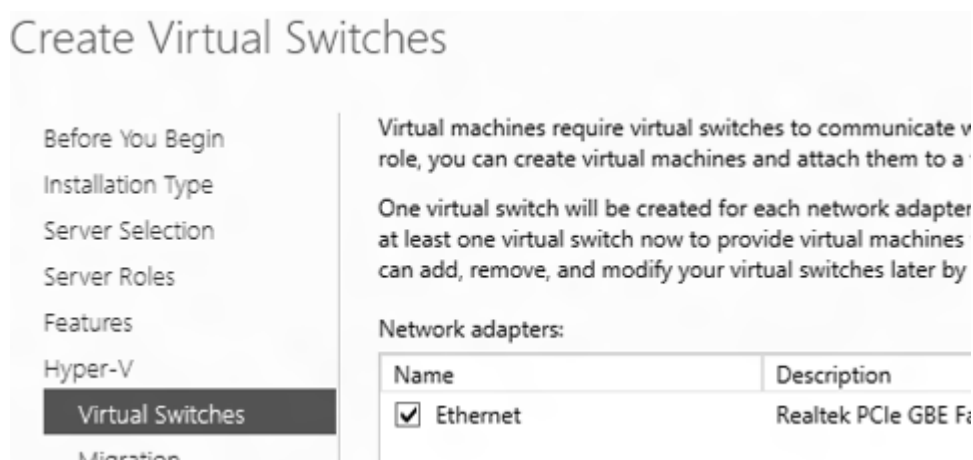 Create Virtual Switches
Before You Begin
Installation Type
Server Selection
Server Roles
Features
Hyper-V
Virtual Switches
Migration
Virtual machines require virtual switches to communicate
role, you can create virtual machines and attach them to a
One virtual switch will be created for each network adapter
at least one virtual switch now to provide virtual machines
can add, remove, and modify your virtual switches later by
Network adapters:
Name Description
Ethernet Realtek PCIe GBE